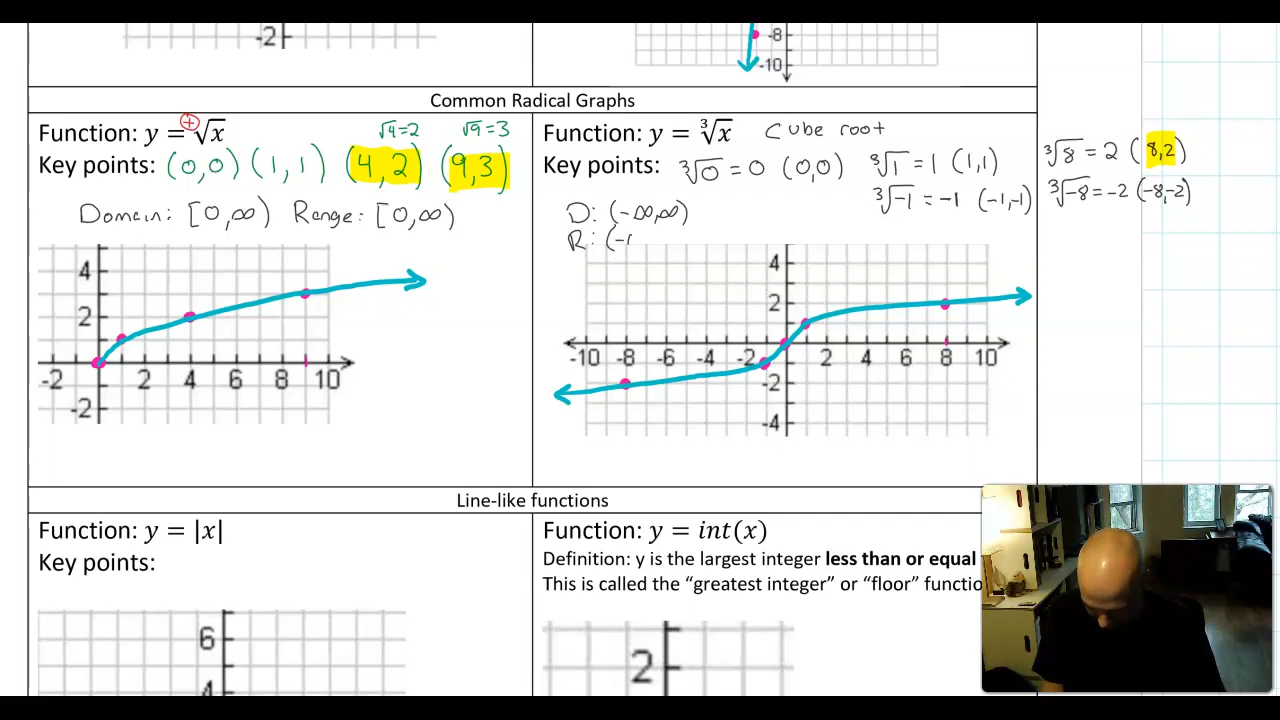 -2
-8
-10
Common Radical Graphs
Function: y = √x
+
√4=2
√9=3
Key points: (0,0) (1,1) (4,2) (9,3)
Domain: [0,∞) Range: [0,∞)
4
2
-2 2 4 6 8 10
-2
Function: y = ∛x Cube root
Key points: ∛0 = 0 (0,0) ∛1 = 1 (1,1)
∛-1 = -1 (-1,-1)
∛8 = 2 (8,2)
∛-8 = -2 (-8,-2)
D: (-∞,∞)
R: (-
4
2
-10 -8 -6 -4 -2 2 4 6 8 10
-2
-4
Line-like functions
Function: y = |x|
Key points:
6
4
Function: y = int(x)
Definition: y is the largest integer less than or equal
This is called the “greatest integer” or “floor” functio
2